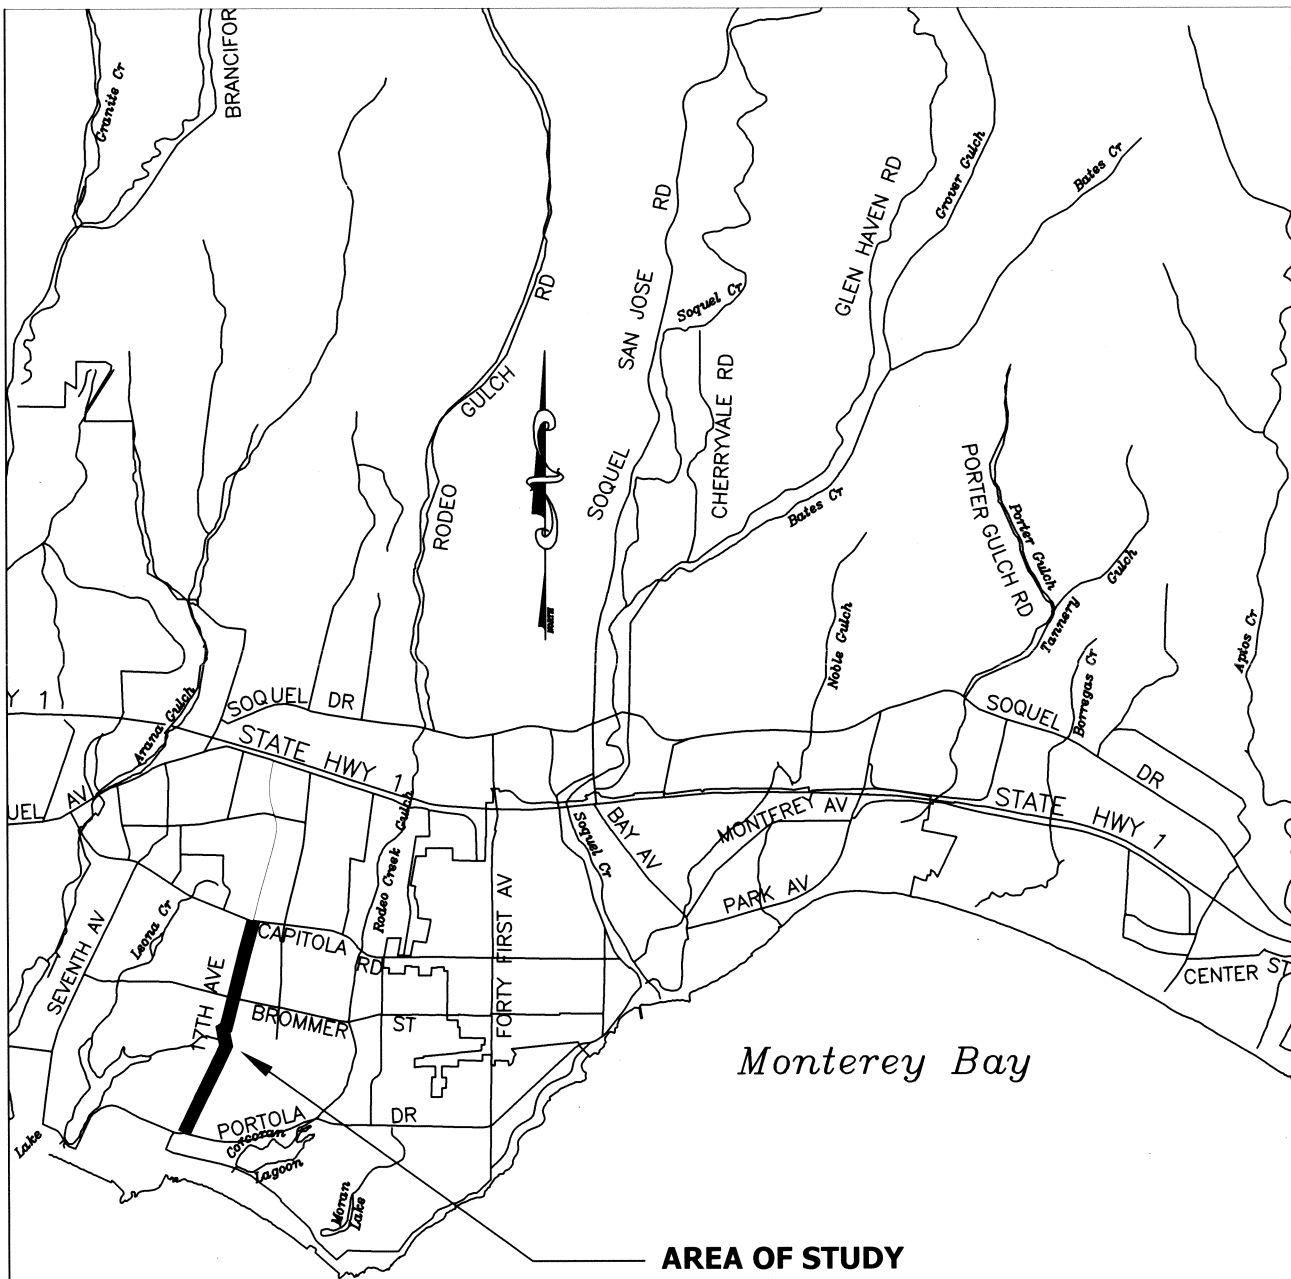 Granite Cr
BRANCIFOR
RD
Grover Gulch
Bates Cr
GLEN HAVEN RD
RD
SAN JOSE
Soquel Cr
GULCH
CHERRYVALE RD
RODEO
SOQUEL
Bates Cr
PORTER GULCH RD
Porter Gulch
Gulch
Tannery
NORTH
Noble Gulch
Aptos Cr
Borregas Cr
Y 1
SOQUEL DR
Arana Gulch
SOQUEL
DR
STATE HWY 1
UEL AV
Gulch
Rodeo Creek
BAY AV
Soquel Cr
MONTEREY AV
STATE HWY 1
PARK AV
SEVENTH AV
Leona Cr
CAPITOLA
RD
FORTY FIRST AV
CENTER ST
17TH AVE
BROMMER ST
Monterey Bay
PORTOLA DR
Corcoran
Lagoon
Lake
Moran
Lake
AREA OF STUDY